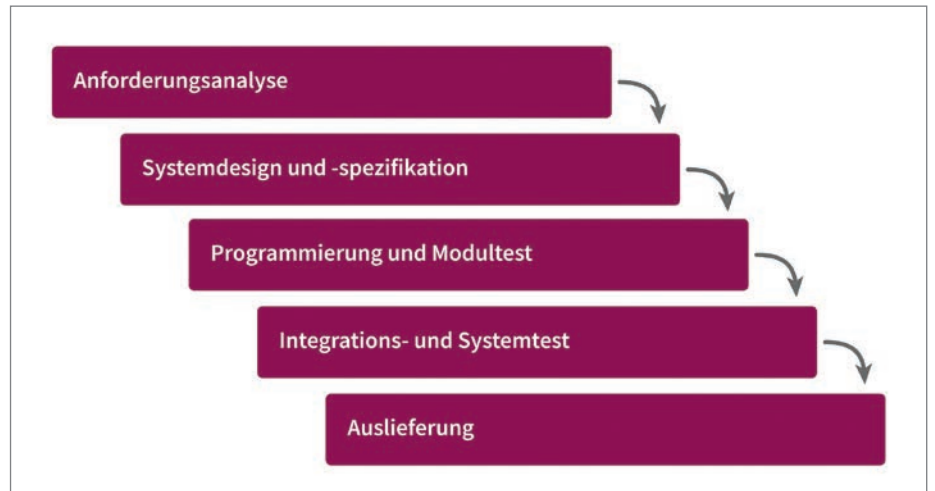 Anforderungsanalyse
Systemdesign und -spezifikation
Programmierung und Modultest
Integrations- und Systemtest
Auslieferung